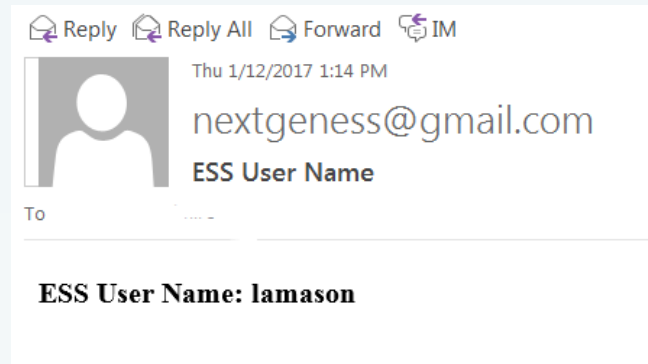 Reply Reply All Forward IM
Thu 1/12/2017 1:14 PM
nextgeness@gmail.com
ESS User Name
To
ESS User Name: lamason